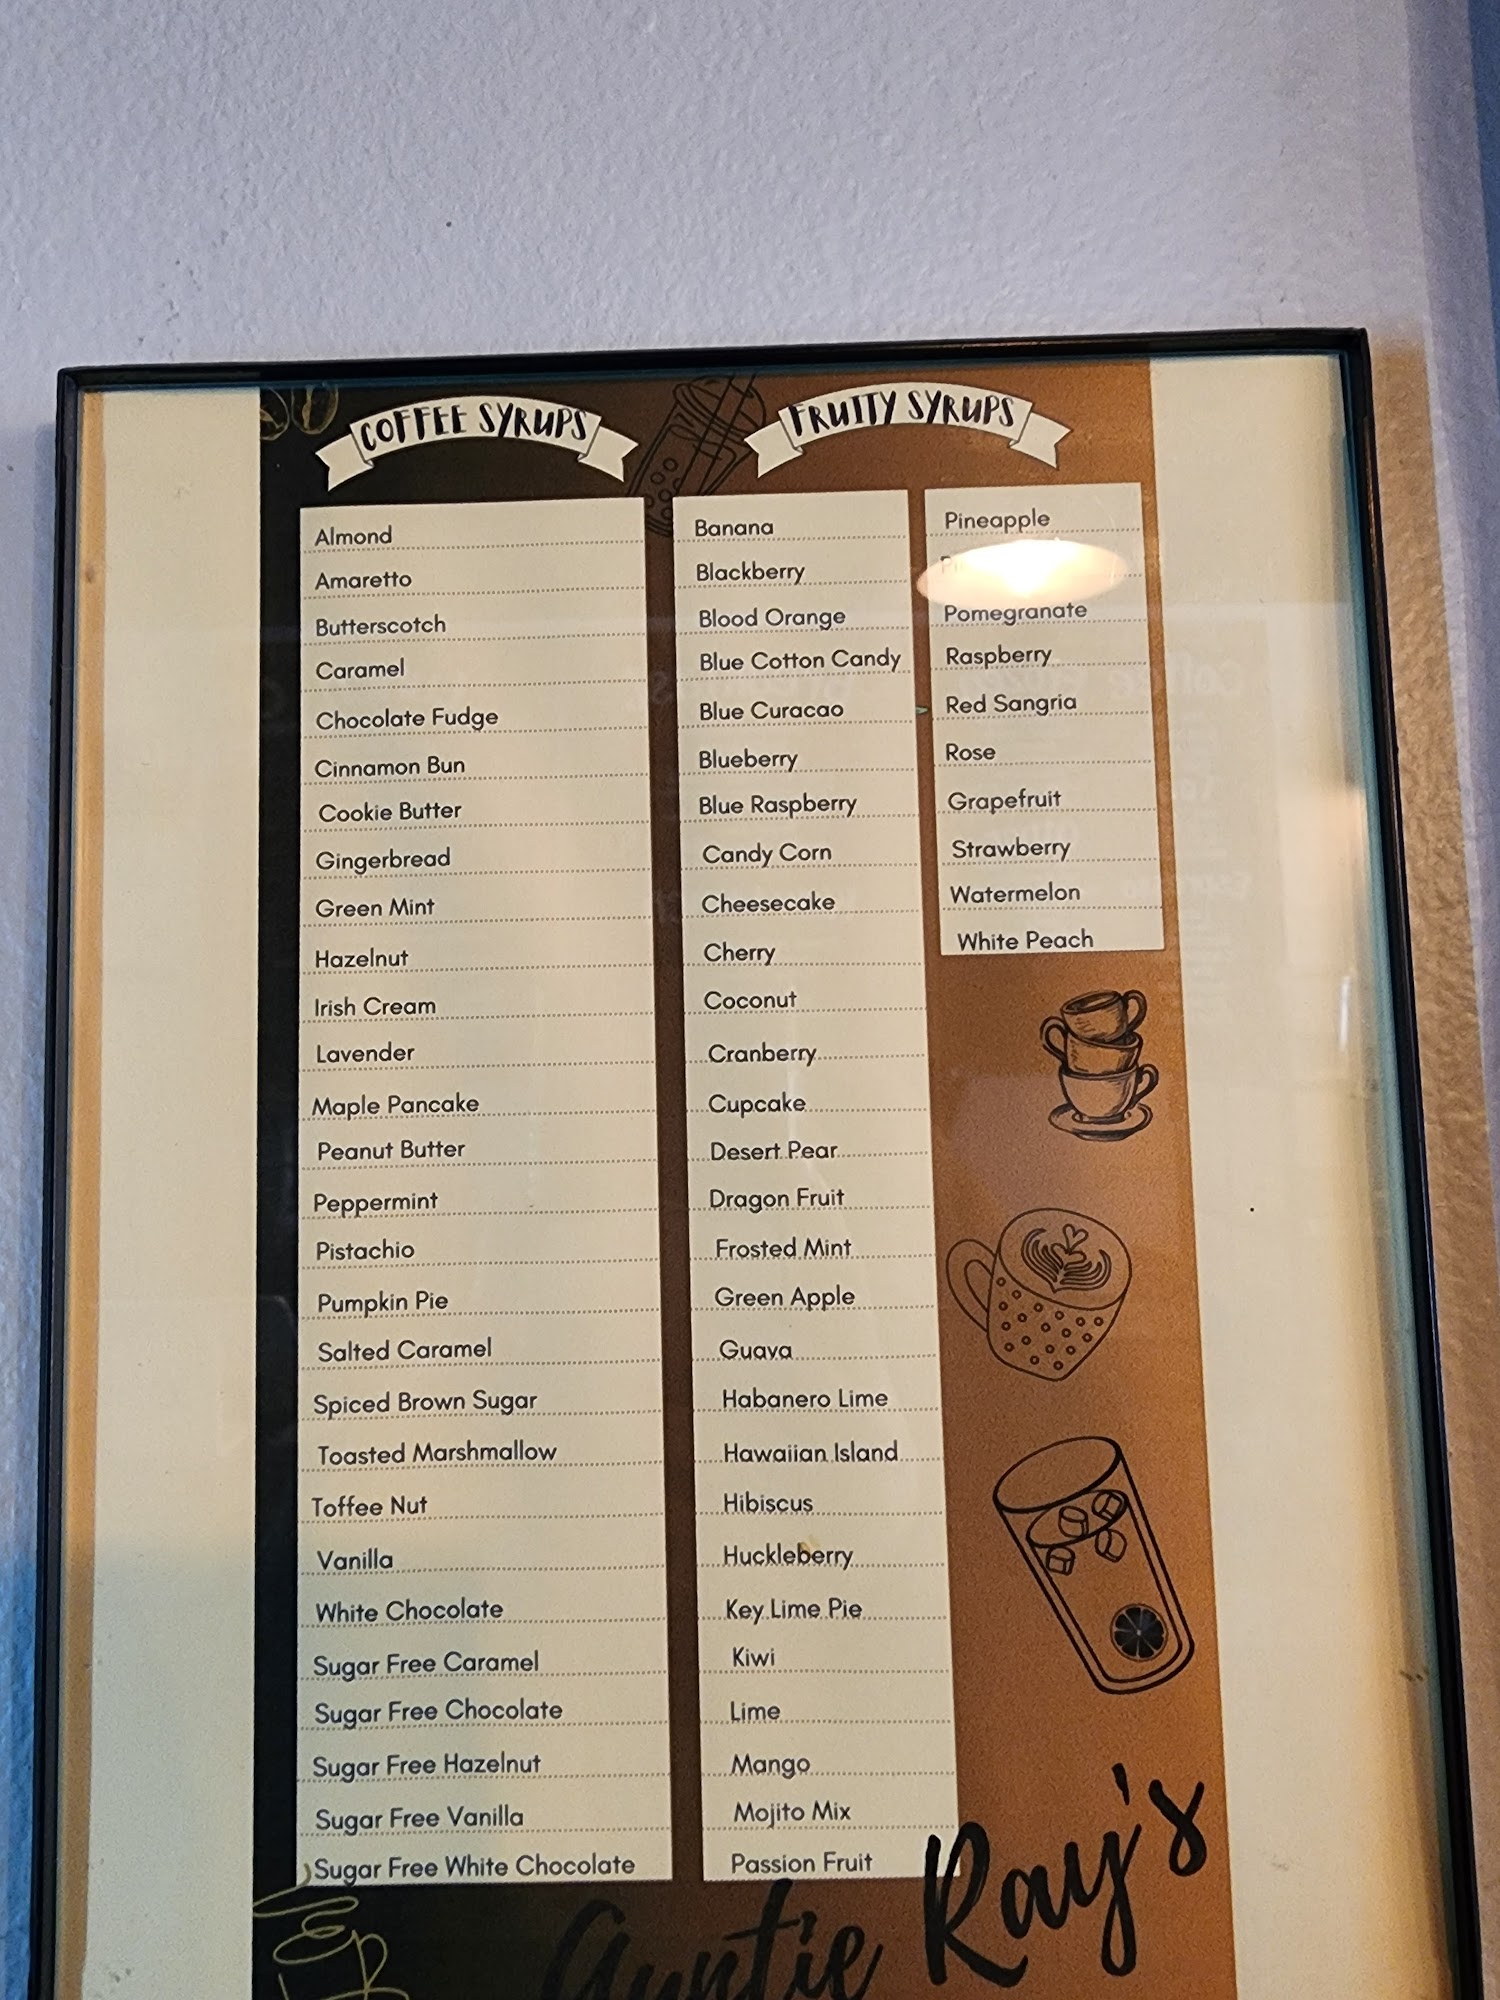 COFFEE SYRUPS
Almond
Amaretto
Butterscotch
Caramel
Chocolate Fudge
Cinnamon Bun
Cookie Butter
Gingerbread
Green Mint
Hazelnut
Irish Cream
Lavender
Maple Pancake
Peanut Butter
Peppermint
Pistachio
Pumpkin Pie
Salted Caramel
Spiced Brown Sugar
Toasted Marshmallow
Toffee Nut
Vanilla
White Chocolate
Sugar Free Caramel
Sugar Free Chocolate
Sugar Free Hazelnut
Sugar Free Vanilla
Sugar Free White Chocolate
FRUITY SYRUPS
Banana
Blackberry
Blood Orange
Blue Cotton Candy
Blue Curacao
Blueberry
Blue Raspberry
Candy Corn
Cheesecake
Cherry
Coconut
Cranberry
Cupcake
Desert Pear
Dragon Fruit
Frosted Mint
Green Apple
Guava
Habanero Lime
Hawaiian Island
Hibiscus
Huckleberry
Key Lime Pie
Kiwi
Lime
Mango
Mojito Mix
Passion Fruit
Pineapple
Pomegranate
Raspberry
Red Sangria
Rose
Grapefruit
Strawberry
Watermelon
White Peach
Auntie Ray's